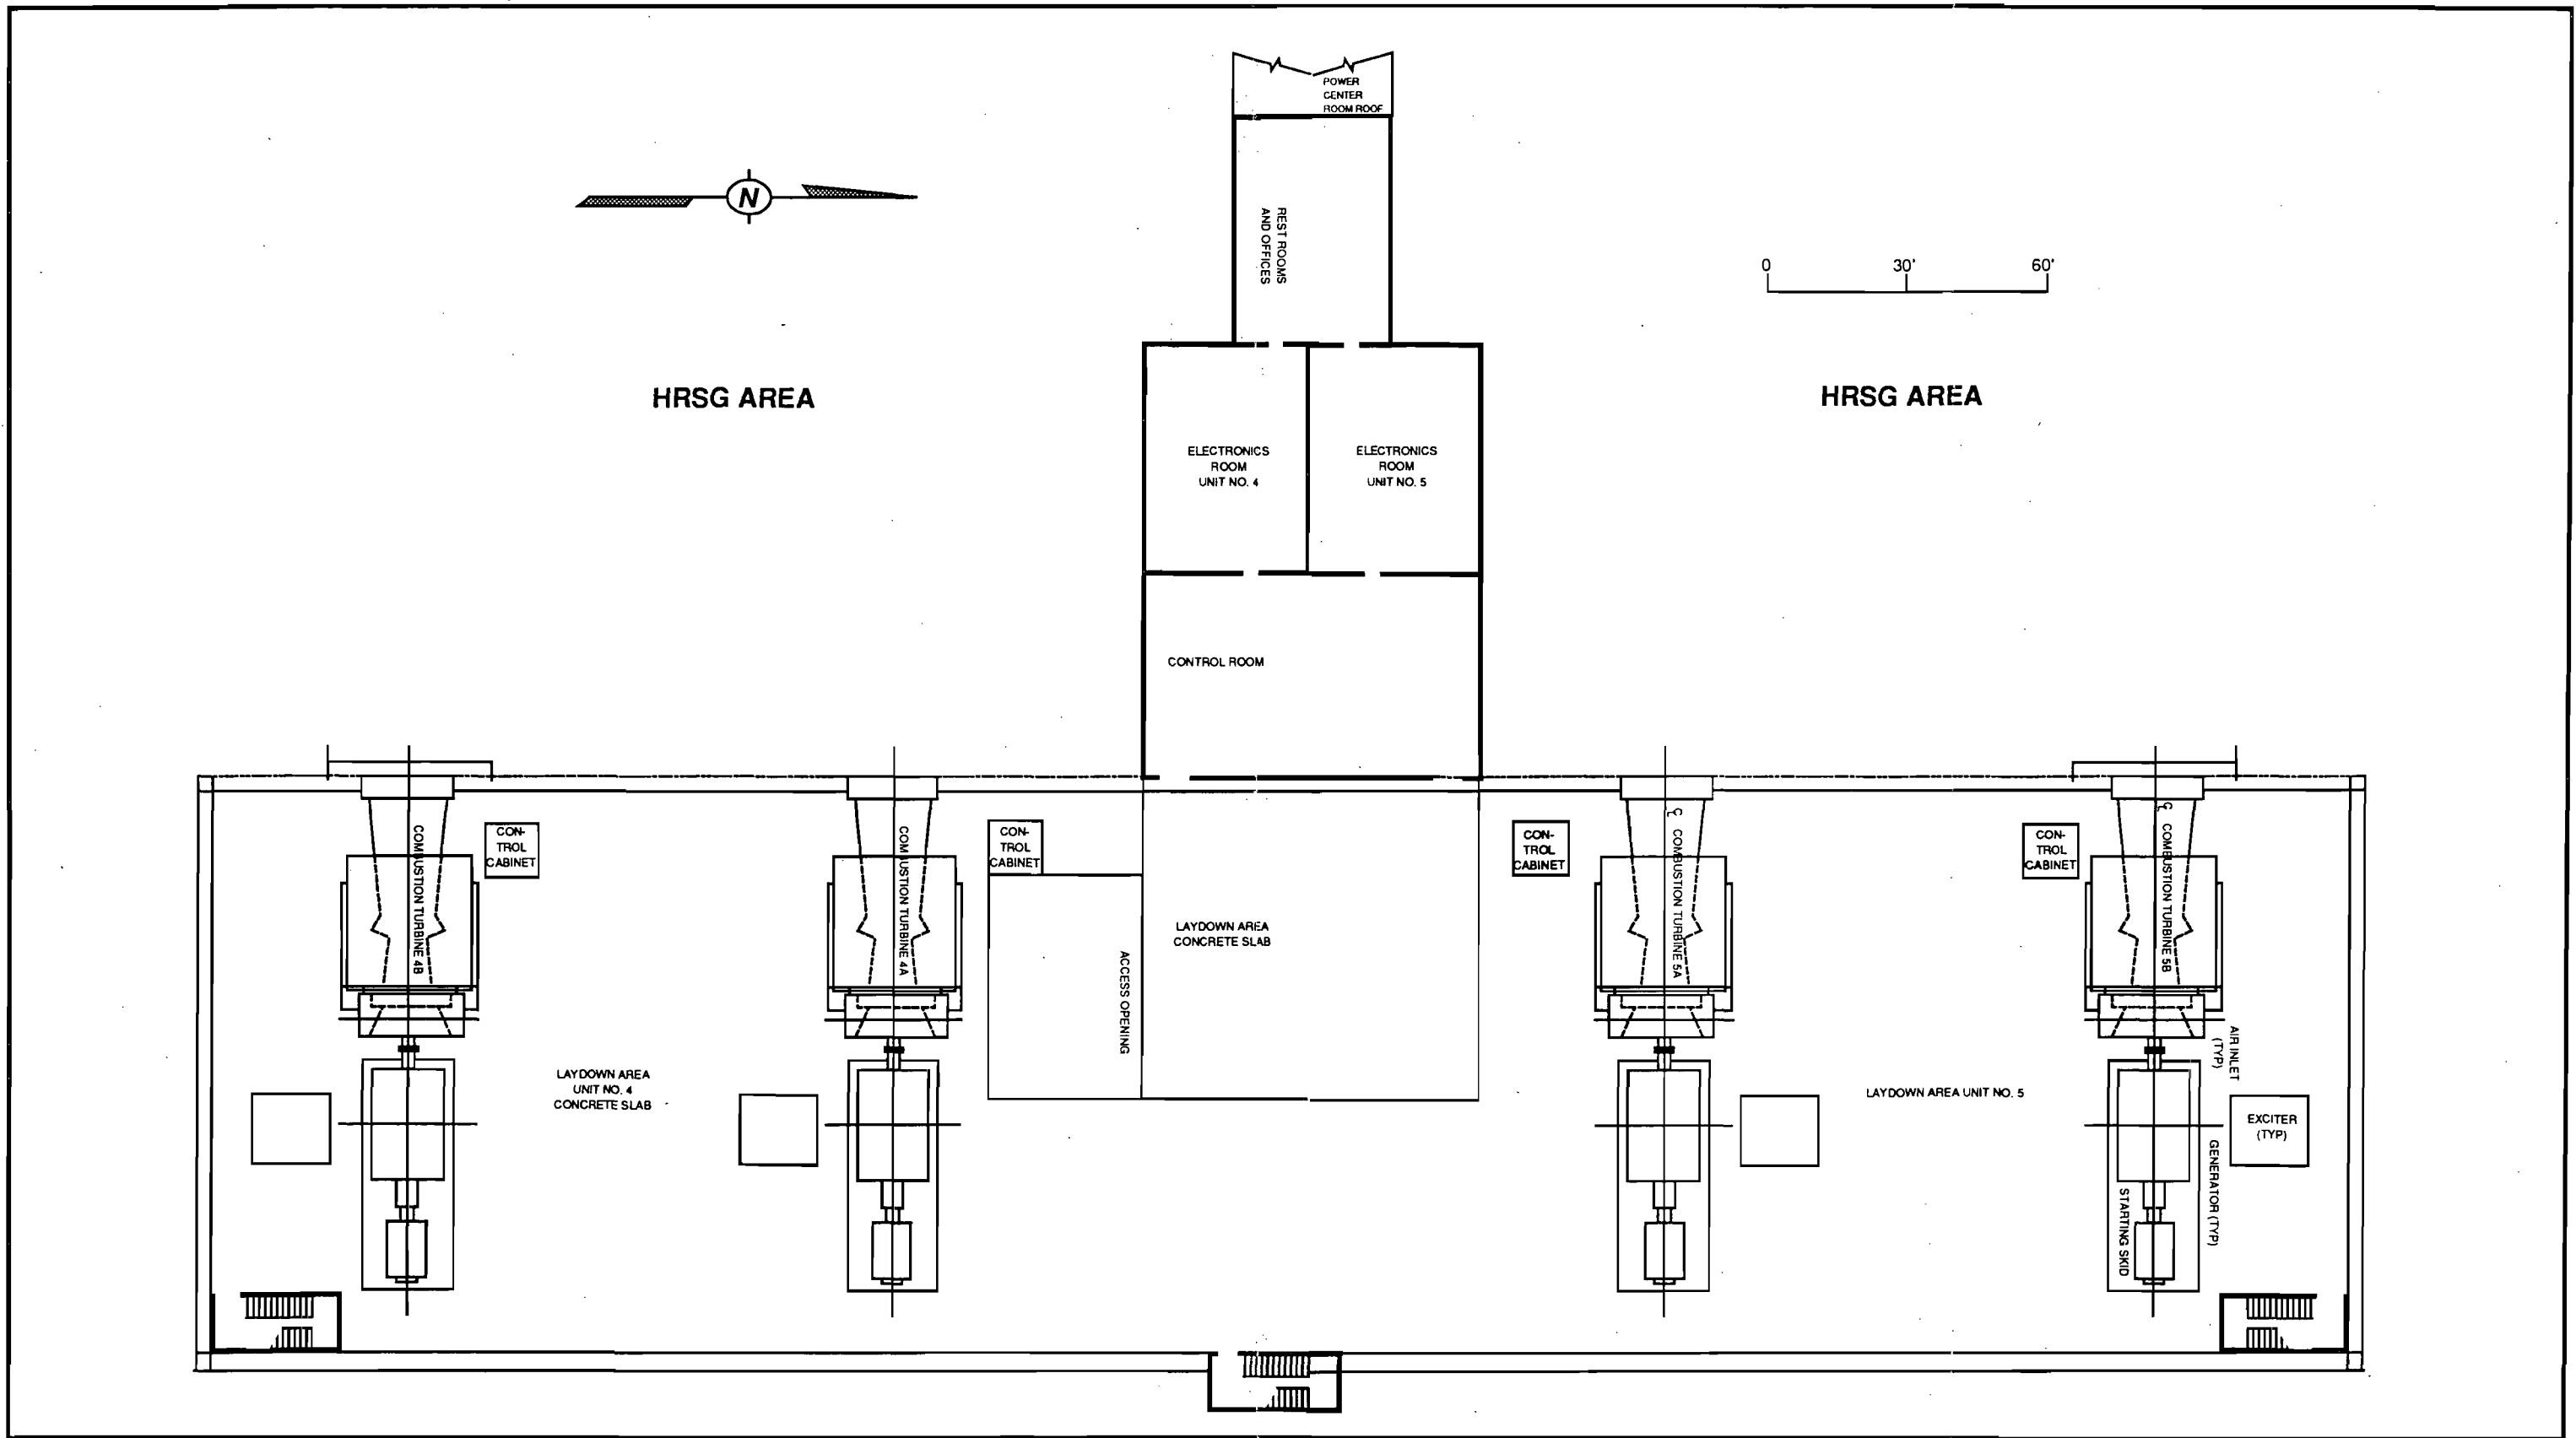 POWER
CENTER
ROOM ROOF
N
REST ROOMS
AND OFFICES
0 30' 60'
HRSG AREA
HRSG AREA
ELECTRONICS
ROOM
UNIT NO. 4
ELECTRONICS
ROOM
UNIT NO. 5
CONTROL ROOM
COMBUSTION TURBINE 4B
CON-
TROL
CABINET
COMBUSTION TURBINE 4A
CON-
TROL
CABINET
CON-
TROL
CABINET
CL COMBUSTION TURBINE 5A
CON-
TROL
CABINET
CL COMBUSTION TURBINE 5B
LAYDOWN AREA
CONCRETE SLAB
ACCESS OPENING
LAYDOWN AREA
UNIT NO. 4
CONCRETE SLAB
LAYDOWN AREA UNIT NO. 5
AIR INLET
(TYP)
EXCITER
(TYP)
GENERATOR (TYP)
STARTING SKID